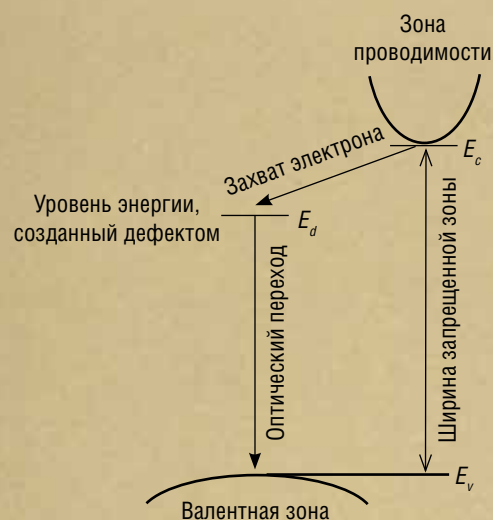 Зона
проводимости
E_c
Захват электрона
Уровень энергии,
созданный дефектом
E_d
Оптический переход
Ширина запрещенной зоны
E_v
Валентная зона